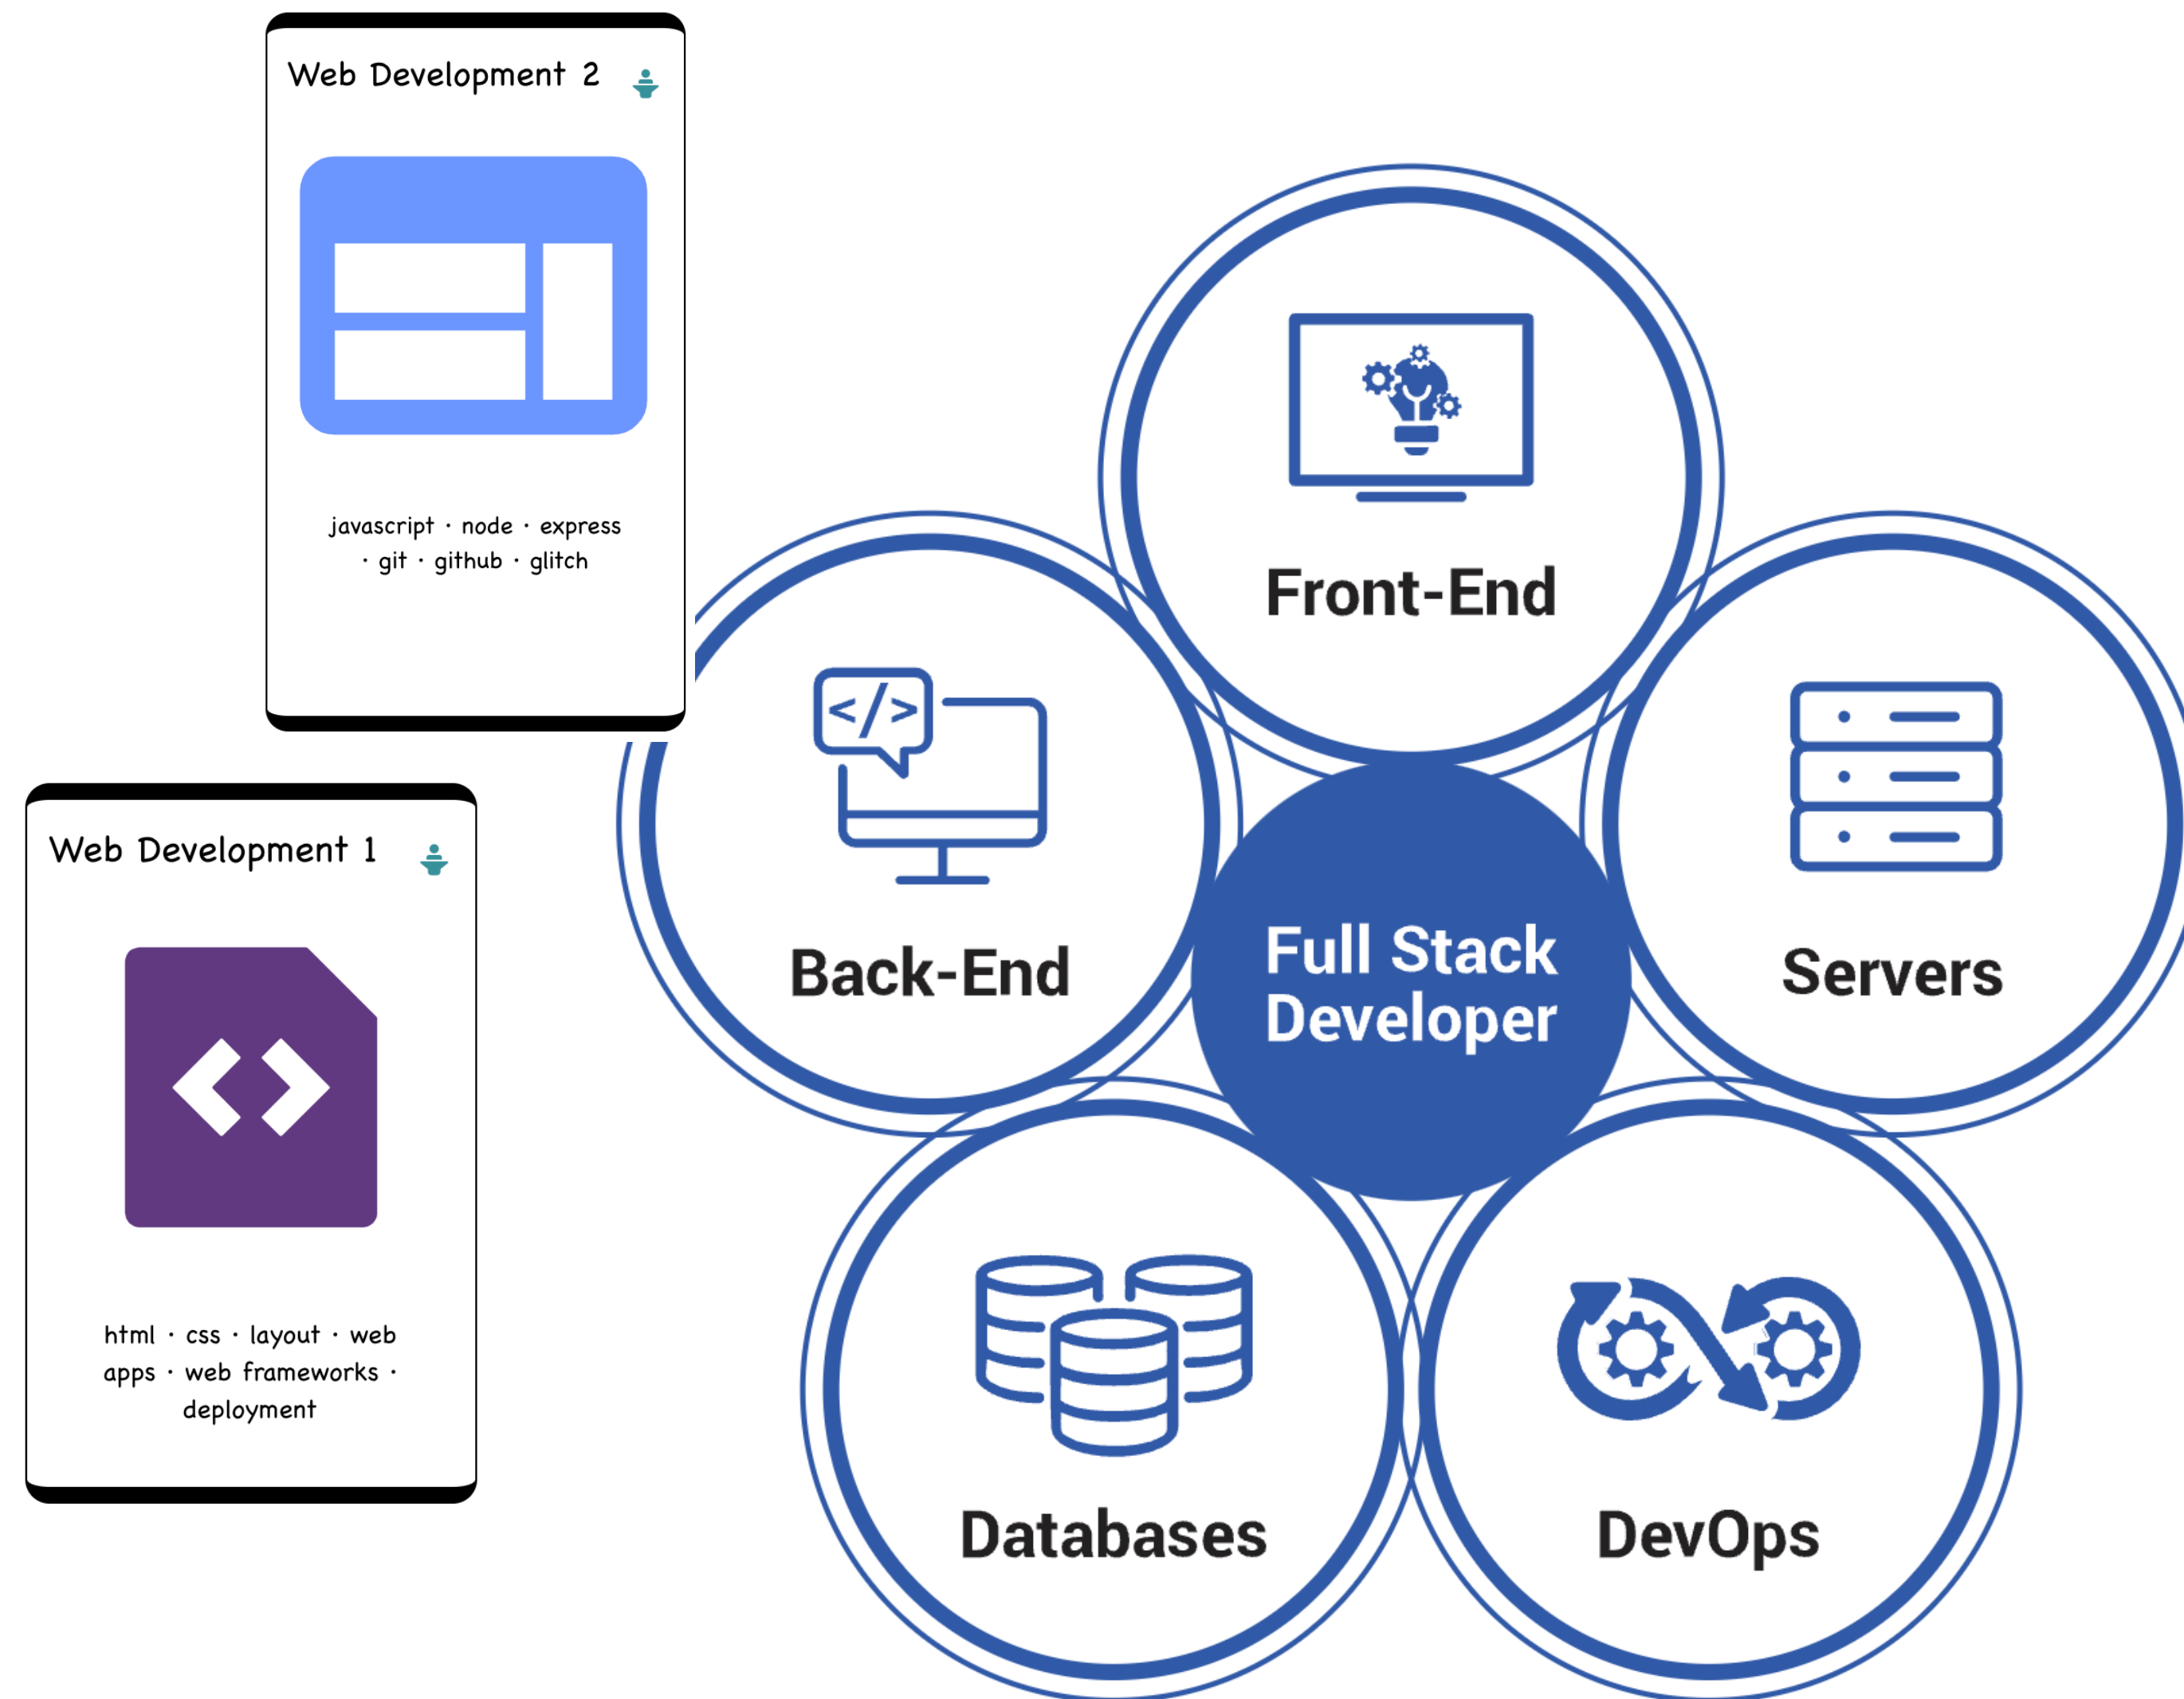 Web Development 2
javascript · node · express
· git · github · glitch
Web Development 1
html · css · layout · web
apps · web frameworks ·
deployment
Front-End
</>
Back-End
Servers
Full Stack
Developer
Databases
DevOps